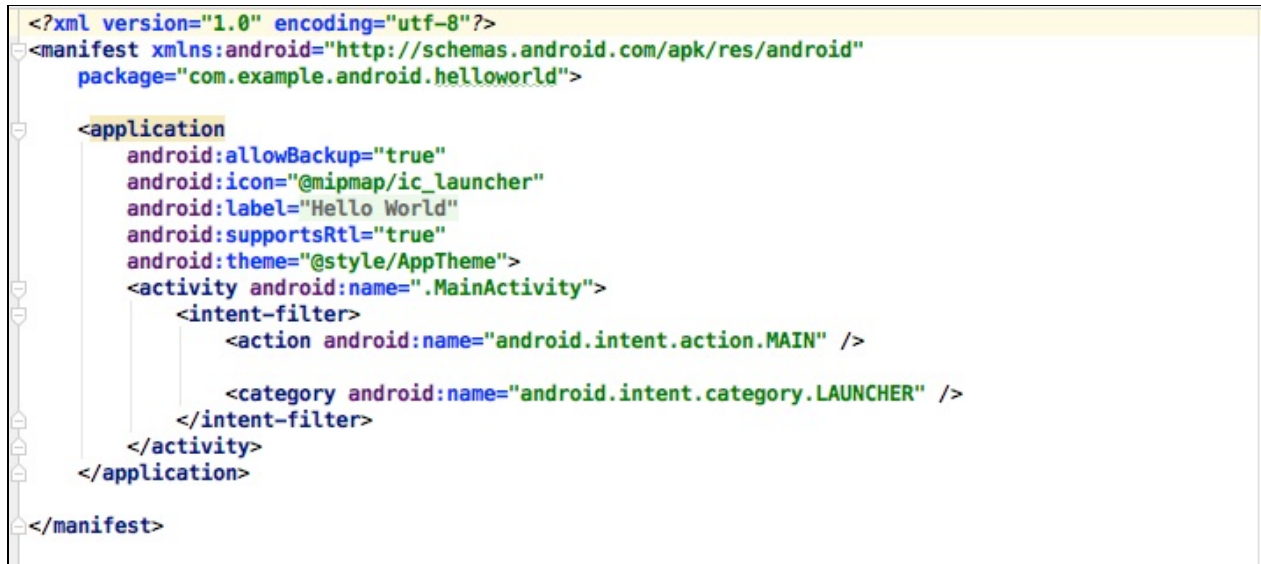 <?xml version="1.0" encoding="utf-8"?>
<manifest xmlns:android="http://schemas.android.com/apk/res/android"
    package="com.example.android.helloworld">

    <application
        android:allowBackup="true"
        android:icon="@mipmap/ic_launcher"
        android:label="Hello World"
        android:supportsRtl="true"
        android:theme="@style/AppTheme">
        <activity android:name=".MainActivity">
            <intent-filter>
                <action android:name="android.intent.action.MAIN" />

                <category android:name="android.intent.category.LAUNCHER" />
            </intent-filter>
        </activity>
    </application>

</manifest>